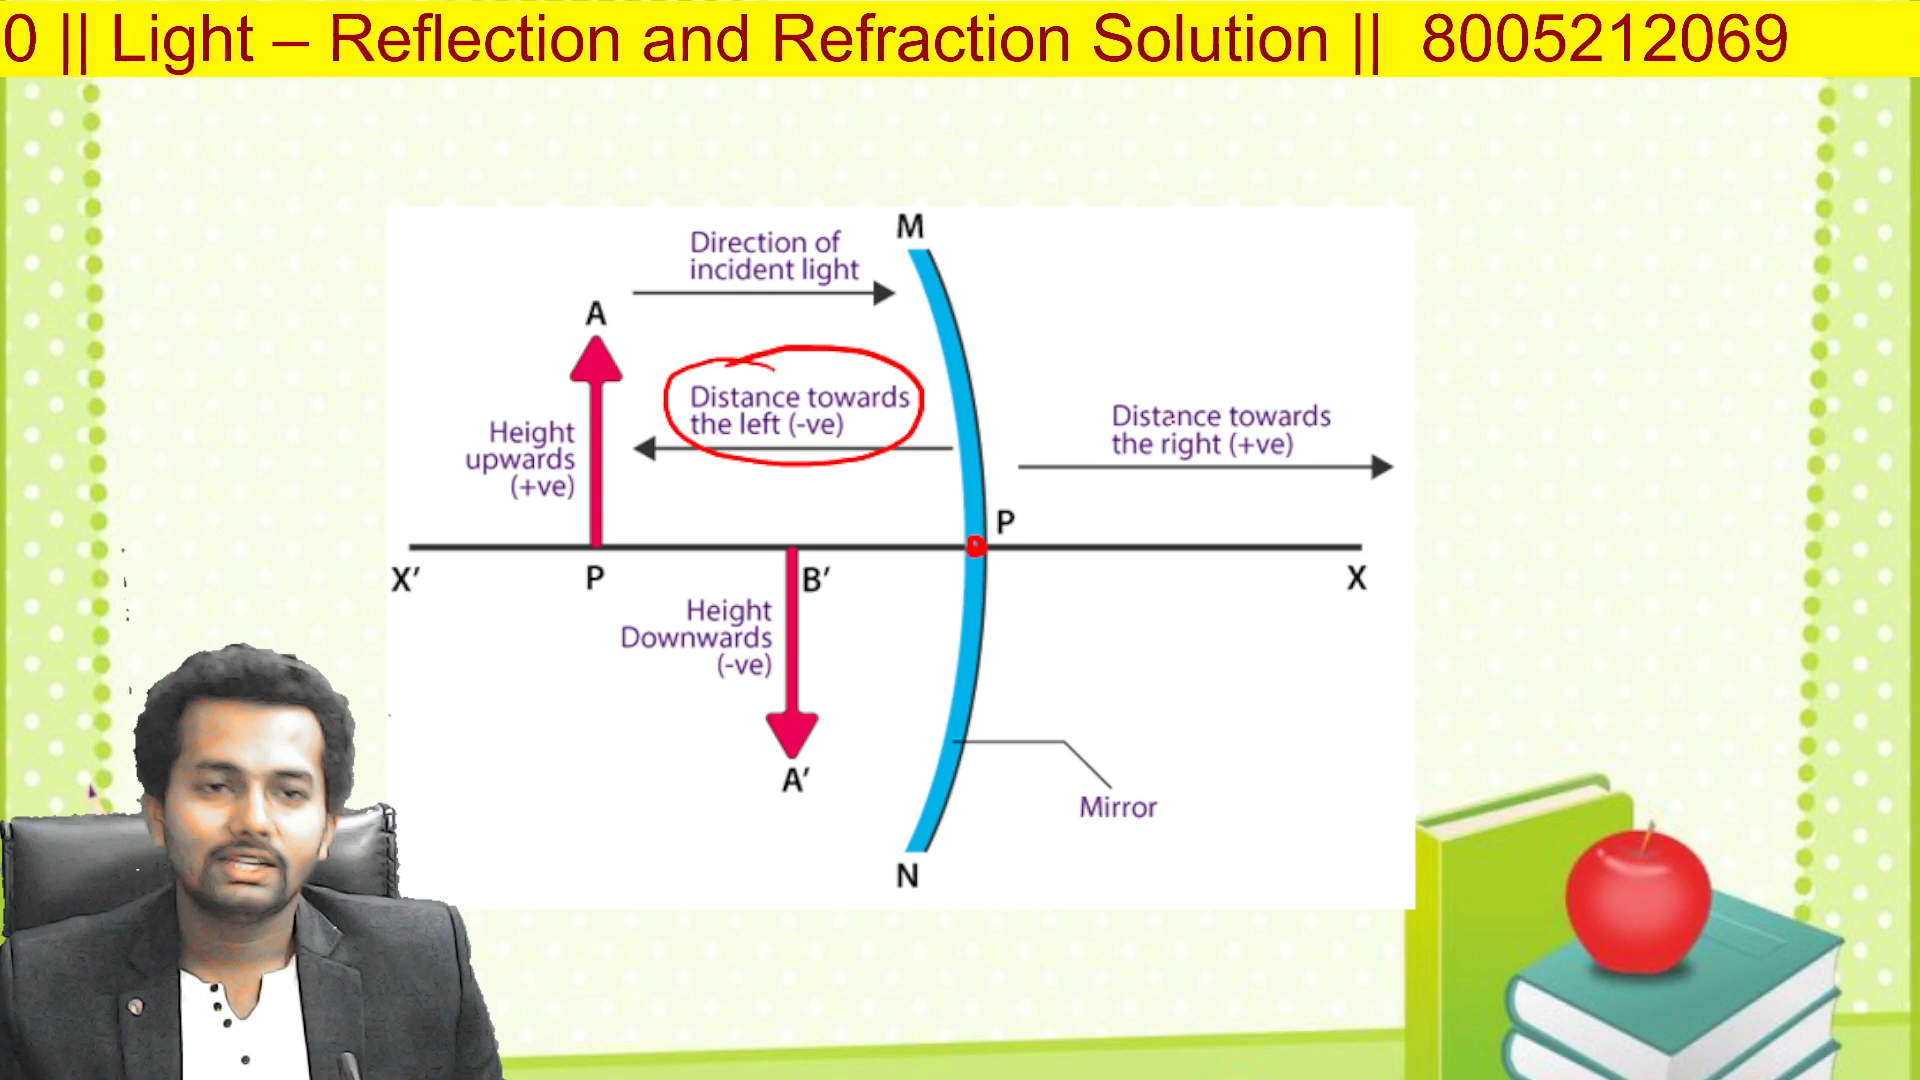 0 || Light – Reflection and Refraction Solution || 8005212069
M
Direction of
incident light
A
Distance towards
the left (-ve)
Distance towards
the right (+ve)
Height
upwards
(+ve)
P
X′
P
B′
X
Height
Downwards
(-ve)
A′
Mirror
N